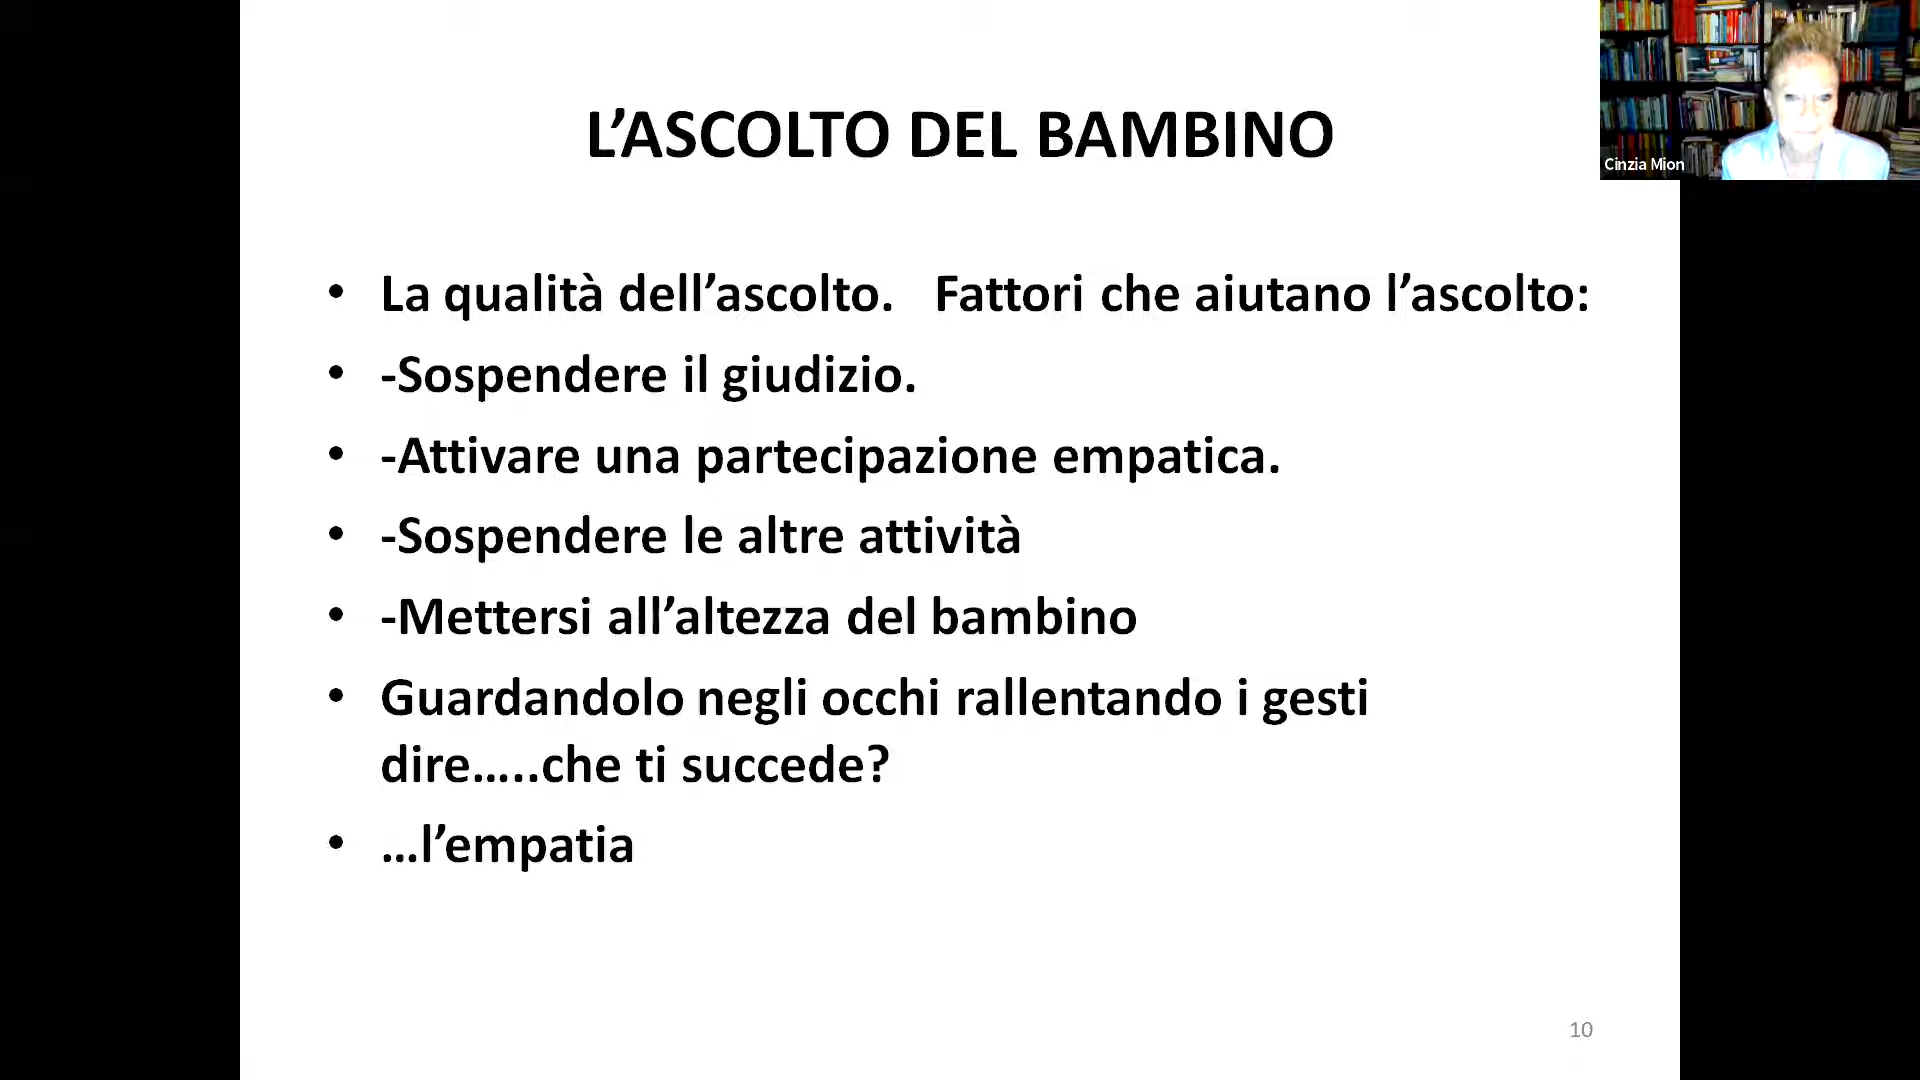 L’ASCOLTO DEL BAMBINO
Cinzia Mion
• La qualità dell’ascolto.   Fattori che aiutano l’ascolto:
• -Sospendere il giudizio.
• -Attivare una partecipazione empatica.
• -Sospendere le altre attività
• -Mettersi all’altezza del bambino
• Guardandolo negli occhi rallentando i gesti
dire…..che ti succede?
• …l’empatia
10